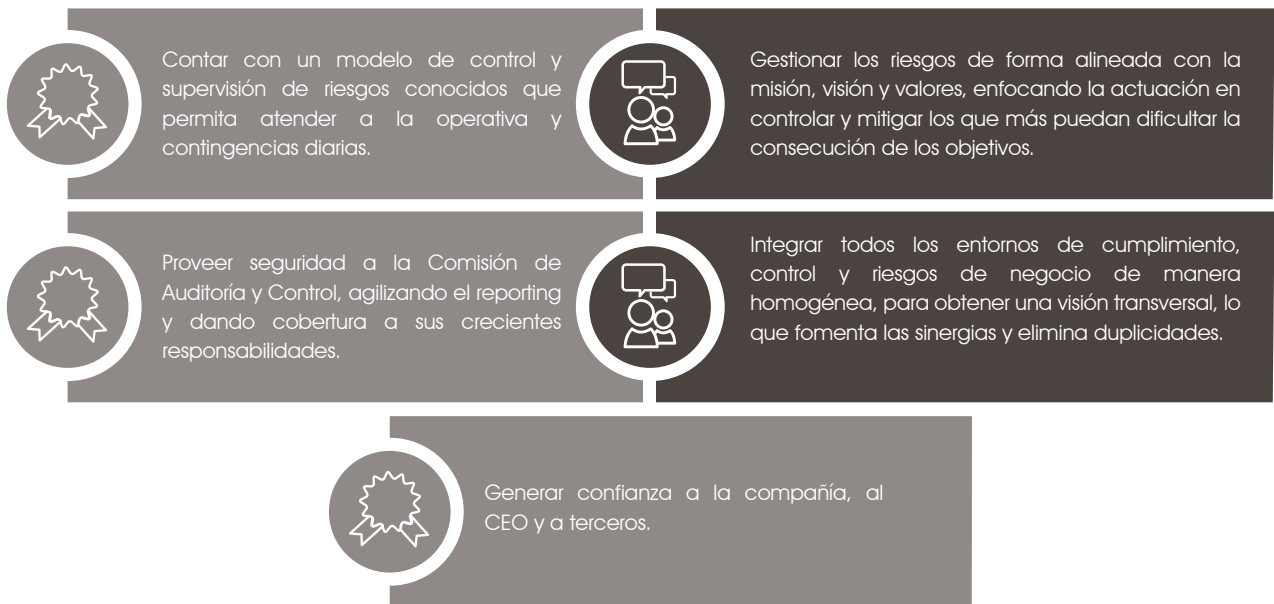 Contar con un modelo de control y
supervisión de riesgos conocidos que
permita atender a la operativa y
contingencias diarias.
Gestionar los riesgos de forma alineada con la
misión, visión y valores, enfocando la actuación en
controlar y mitigar los que más puedan dificultar la
consecución de los objetivos.
Proveer seguridad a la Comisión de
Auditoría y Control, agilizando el reporting
y dando cobertura a sus crecientes
responsabilidades.
Integrar todos los entornos de cumplimiento,
control y riesgos de negocio de manera
homogénea, para obtener una visión transversal, lo
que fomenta las sinergias y elimina duplicidades.
Generar confianza a la compañía, al
CEO y a terceros.